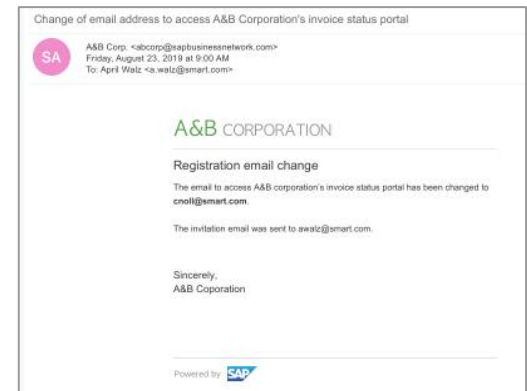 Change of email address to access A&B Corporation's invoice status portal
SA
A&B Corp. <abcorp@sapbusinessnetwork.com>
Friday, August 23, 2019 at 9:00 AM
To: April Walz <a.walz@smart.com>
A&B CORPORATION
Registration email change
The email to access A&B corporation's invoice status portal has been changed to
cnoll@smart.com.
The invitation email was sent to awalz@smart.com.
Sincerely,
A&B Coporation
Powered by SAP